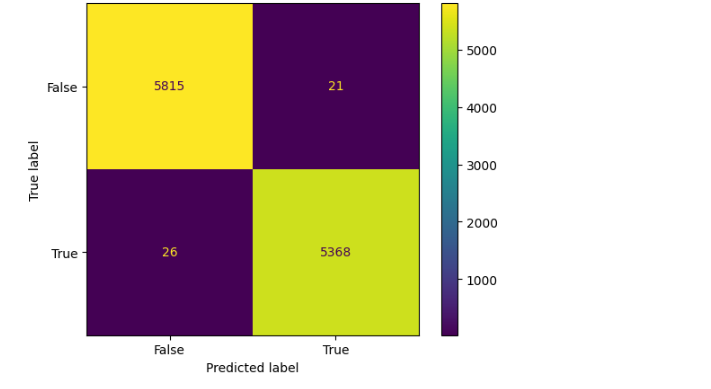 5815
21
26
5368
False
True
True label
False
True
Predicted label
5000
4000
3000
2000
1000